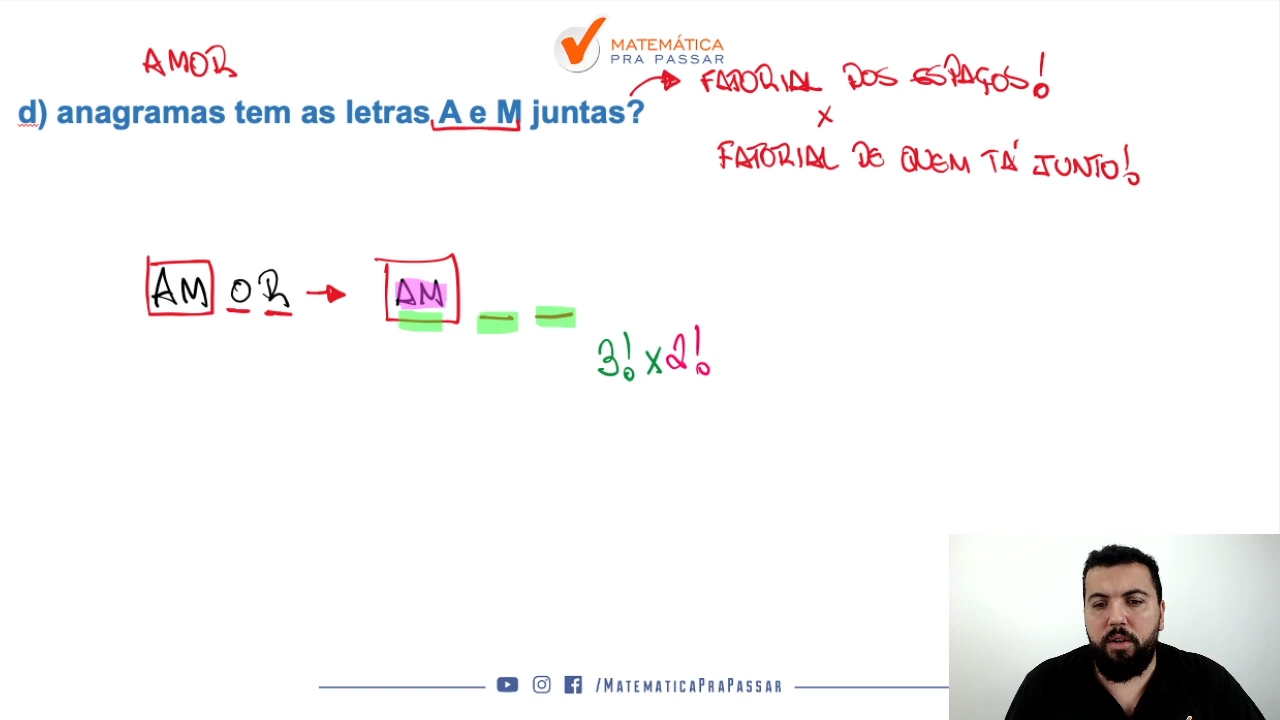 AMOR
MATEMÁTICA
PRA PASSAR
FATORIAL DOS ESPAÇOS!
d) anagramas tem as letras A e M juntas?
x
FATORIAL DE QUEM TÁ JUNTO!
AM O R → AM
3! x 2!
/MATEMATICAPRAPASSAR